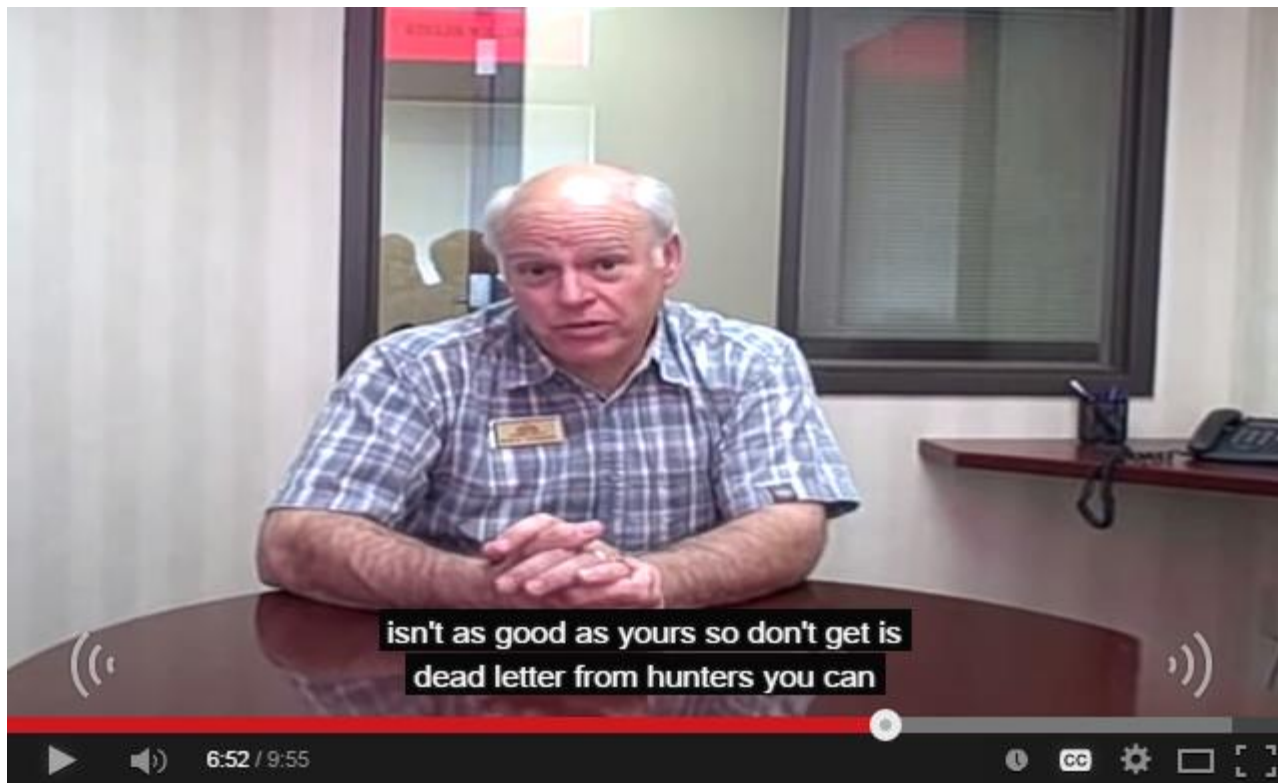 isn't as good as yours so don't get is
dead letter from hunters you can
6:52 / 9:55
CC